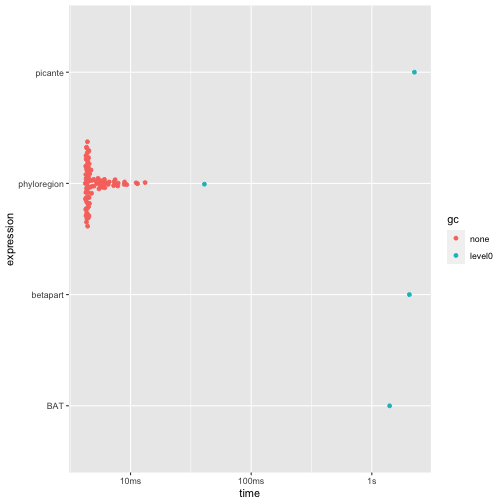 picante
phyloregion
betapart
BAT
expression
10ms
100ms
1s
time
gc
none
level0